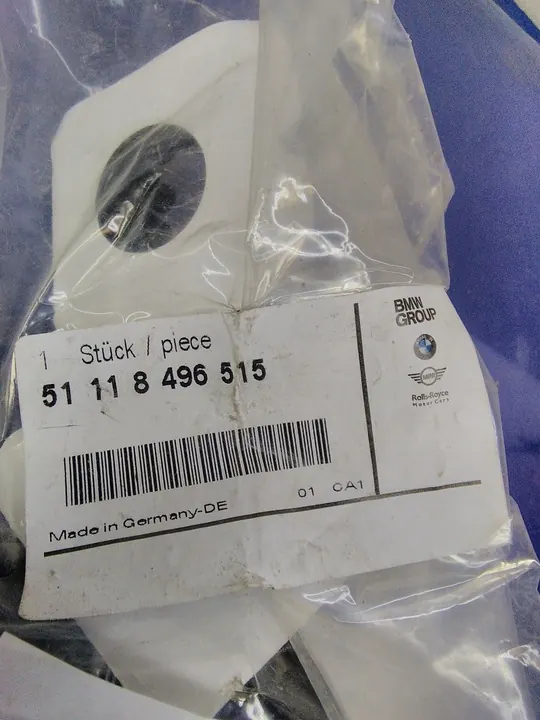 1 Stück / piece
51 11 8 496 515
Made in Germany-DE
01 CA1
BMW
GROUP
MINI
Rolls-Royce
Motor Cars